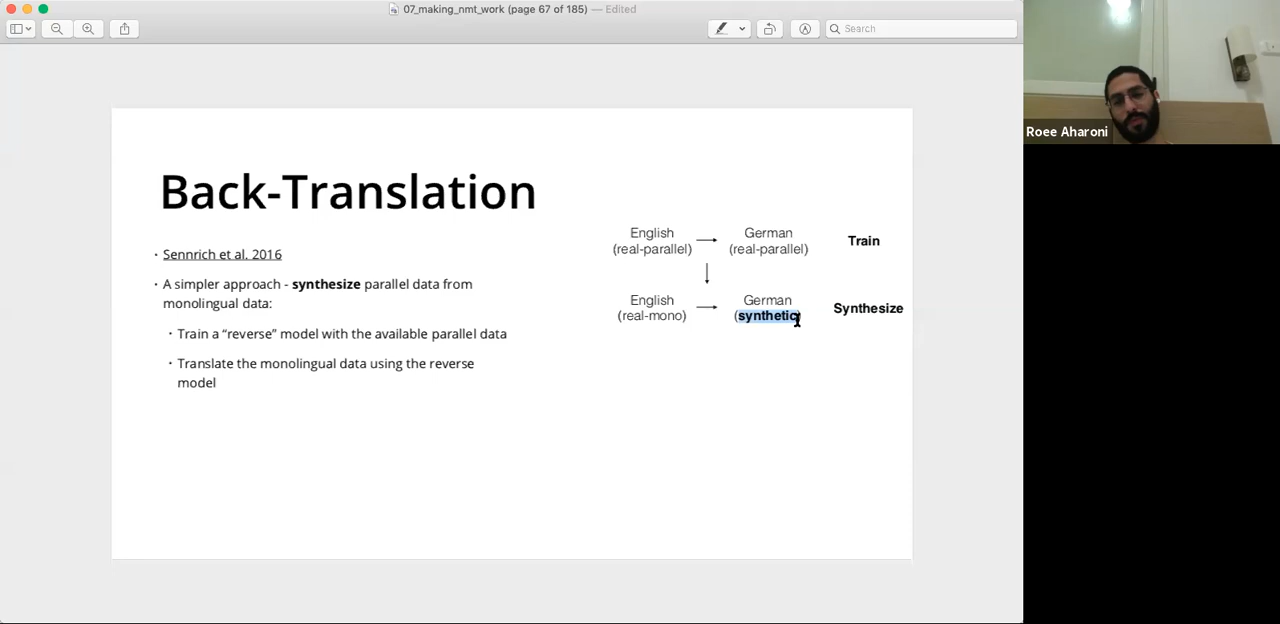 07_making_nmt_work (page 67 of 185) — Edited
Search
Roee Aharoni
Back-Translation
· Sennrich et al. 2016
· A simpler approach - synthesize parallel data from
monolingual data:
· Train a “reverse” model with the available parallel data
· Translate the monolingual data using the reverse
model
English German Train
(real-parallel) (real-parallel)
English German Synthesize
(real-mono) (synthetic)